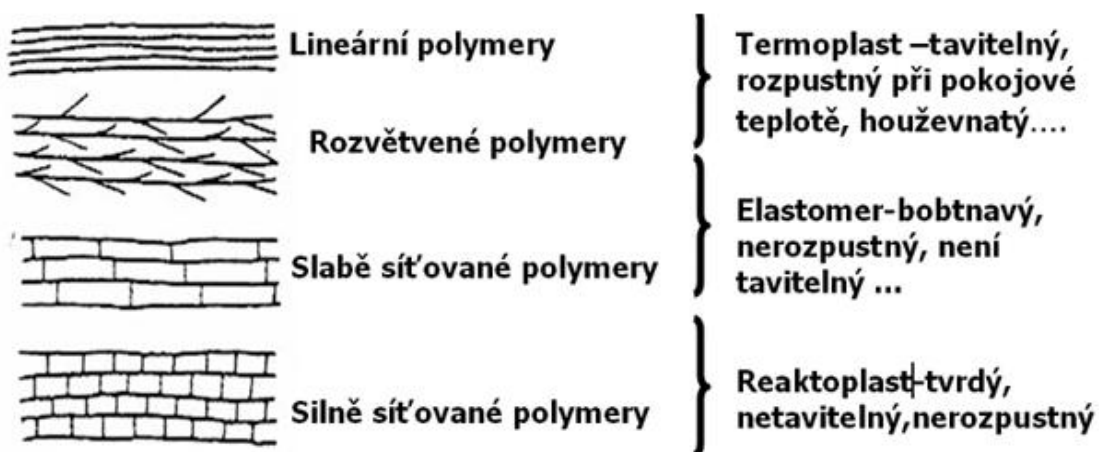 Lineární polymery
Termoplast –tavitelný,
rozpustný při pokojové
teplotě, houževnatý....
Rozvětvené polymery
Elastomer-bobtnavý,
nerozpustný, není
tavitelný ...
Slabě síťované polymery
Reaktoplast-tvrdý,
netavitelný,nerozpustný
Silně síťované polymery